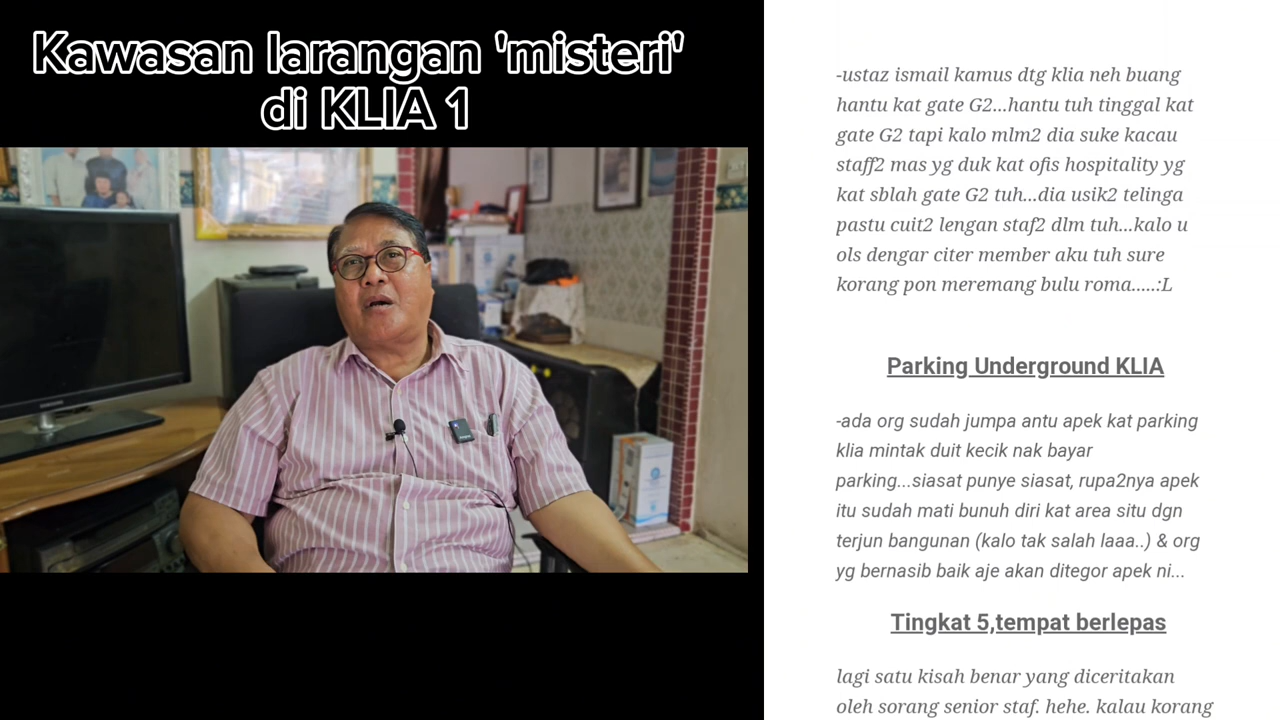 Kawasan larangan 'misteri'
di KLIA 1
-ustaz ismail kamus dtg klia neh buang
hantu kat gate G2...hantu tuh tinggal kat
gate G2 tapi kalo mlm2 dia suke kacau
staff2 mas yg duk kat ofis hospitality yg
kat sblah gate G2 tuh...dia usik2 telinga
pastu cuit2 lengan staf2 dlm tuh...kalo u
ols dengar citer member aku tuh sure
korang pon meremang bulu roma.....:L
Parking Underground KLIA
-ada org sudah jumpa antu apek kat parking
klia mintak duit kecik nak bayar
parking...siasat punye siasat, rupa2nya apek
itu sudah mati bunuh diri kat area situ dgn
terjun bangunan (kalo tak salah laaa..) & org
yg bernasib baik aje akan ditegor apek ni...
Tingkat 5,tempat berlepas
lagi satu kisah benar yang diceritakan
oleh sorang senior staf. hehe. kalau korang